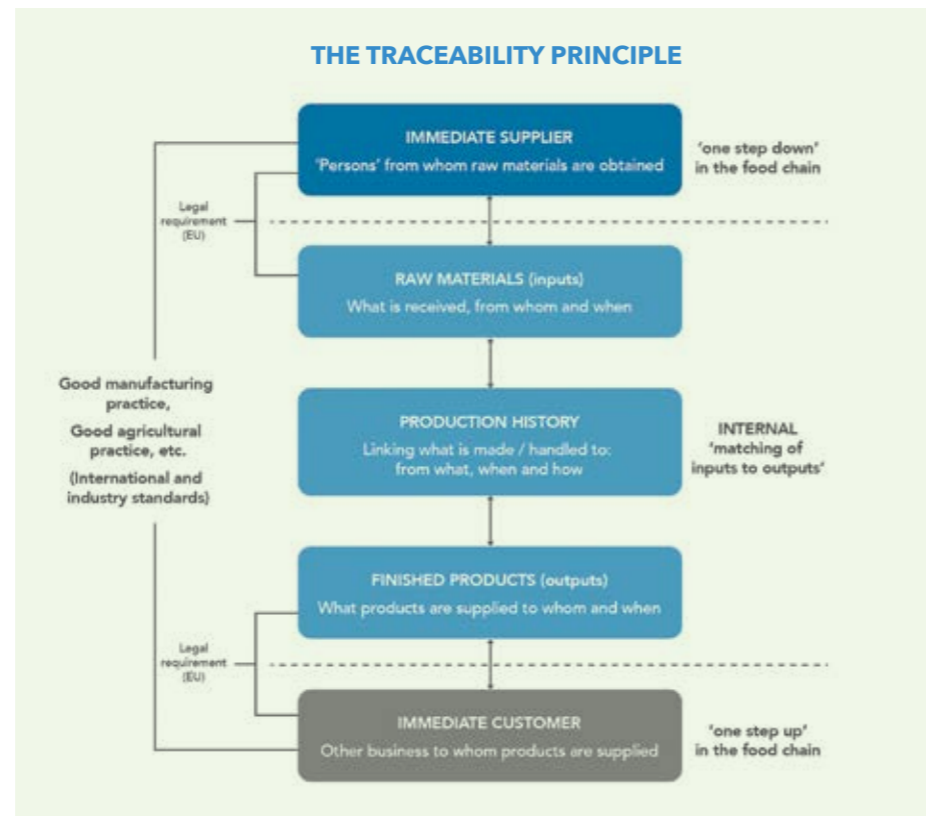 THE TRACEABILITY PRINCIPLE
IMMEDIATE SUPPLIER
'Persons' from whom raw materials are obtained
'one step down'
in the food chain
Legal
requirement
(EU)
RAW MATERIALS (inputs)
What is received, from whom and when
Good manufacturing
practice,
Good agricultural
practice, etc.
(International and
industry standards)
PRODUCTION HISTORY
Linking what is made / handled to:
from what, when and how
INTERNAL
'matching of
inputs to outputs'
FINISHED PRODUCTS (outputs)
What products are supplied to whom and when
Legal
requirement
(EU)
IMMEDIATE CUSTOMER
Other business to whom products are supplied
'one step up'
in the food chain